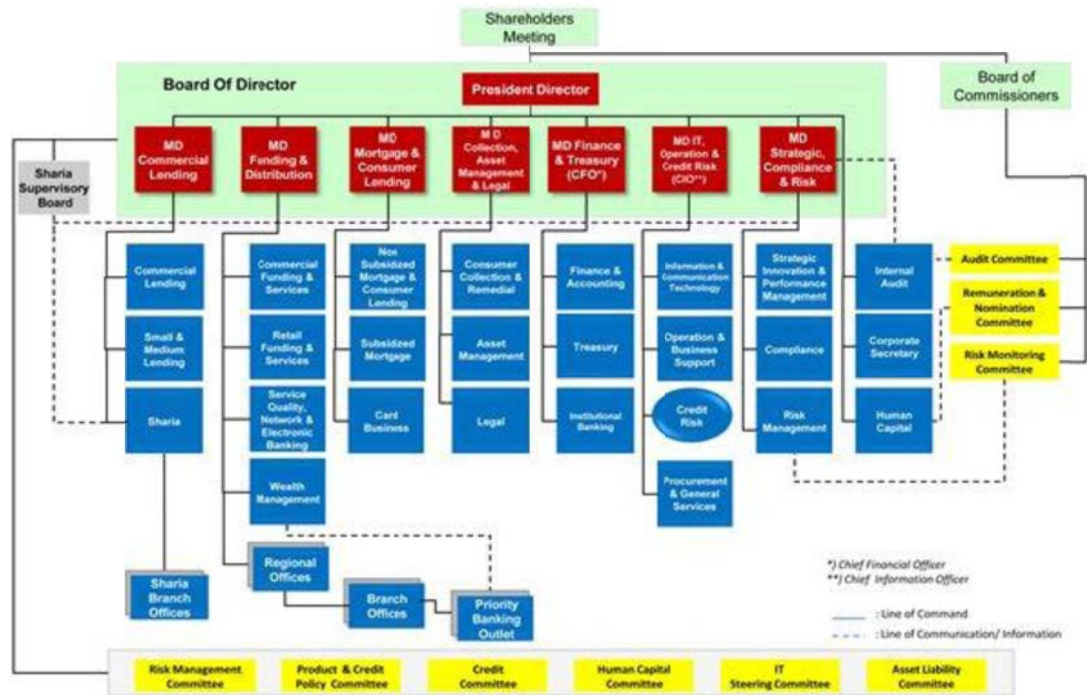 Shareholders
Meeting
Board Of Director
President Director
Board of
Commissioners
MD
Commercial
Lending
MD
Funding &
Distribution
MD
Mortgage &
Consumer
Lending
M D
Collection,
Asset
Management
& Legal
MD Finance
& Treasury
(CFO*)
MD IT,
Operation &
Credit Risk
(CIO**)
MD
Strategic,
Compliance
& Risk
Sharia
Supervisory
Board
Commercial
Lending
Commercial
Funding &
Services
Non
Subsidized
Mortgage &
Consumer
Lending
Consumer
Collection &
Remedial
Finance &
Accounting
Information &
Communication
Technology
Strategic
Innovation &
Performance
Management
Internal
Audit
Audit Committee
Small &
Medium
Lending
Retail
Funding &
Services
Subsidized
Mortgage
Asset
Management
Treasury
Operation &
Business
Support
Compliance
Corporate
Secretary
Remuneration &
Nomination
Committee
Risk Monitoring
Committee
Sharia
Service
Quality,
Network &
Electronic
Banking
Card
Business
Legal
Institutional
Banking
Credit
Risk
Risk
Management
Human
Capital
Wealth
Management
Procurement
& General
Services
Sharia
Branch
Offices
Regional
Offices
Branch
Offices
Priority
Banking
Outlet
*) Chief Financial Officer
**) Chief Information Officer
: Line of Command
: Line of Communication/ Information
Risk Management
Committee
Product & Credit
Policy Committee
Credit
Committee
Human Capital
Committee
IT
Steering Committee
Asset Liability
Committee